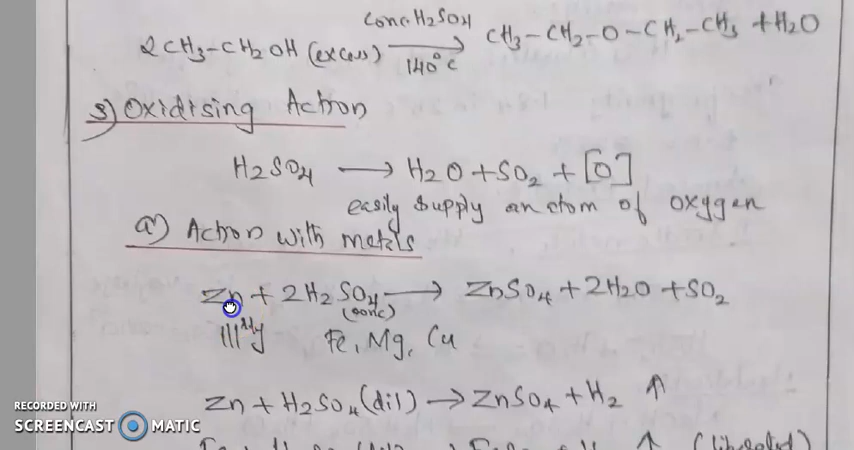 conc. H2SO4
2CH3-CH2OH (excess) → CH3-CH2-O-CH2-CH3 + H2O
140°C
3) Oxidising Action
H2SO4 → H2O + SO2 + [O]
easily supply an atom of oxygen
a) Action with metals
Zn + 2H2SO4 → ZnSO4 + 2H2O + SO2
(conc)
|||ly Fe, Mg, Cu
Zn + H2SO4 (dil) → ZnSO4 + H2 ↑
(liberated)
RECORDED WITH
SCREENCAST MATIC